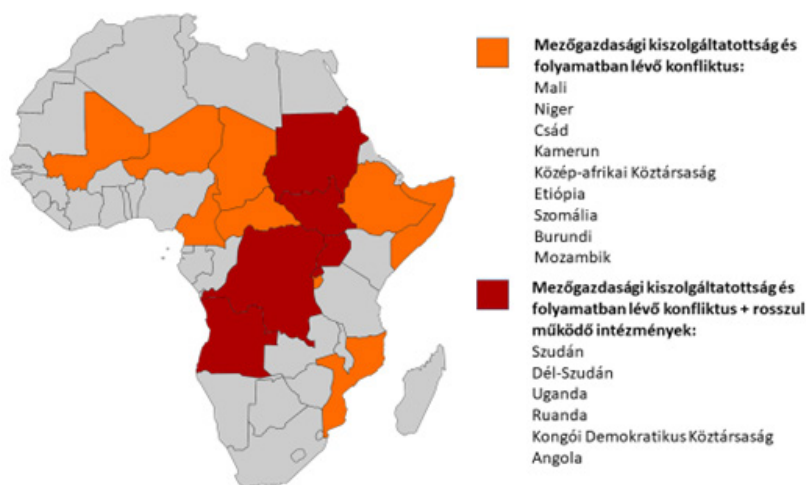 Mezőgazdasági kiszolgáltatottság és
folyamatban lévő konfliktus:
Mali
Niger
Csád
Kamerun
Közép-afrikai Köztársaság
Etiópia
Szomália
Burundi
Mozambik
Mezőgazdasági kiszolgáltatottság és
folyamatban lévő konfliktus + rosszul
működő intézmények:
Szudán
Dél-Szudán
Uganda
Ruanda
Kongói Demokratikus Köztársaság
Angola